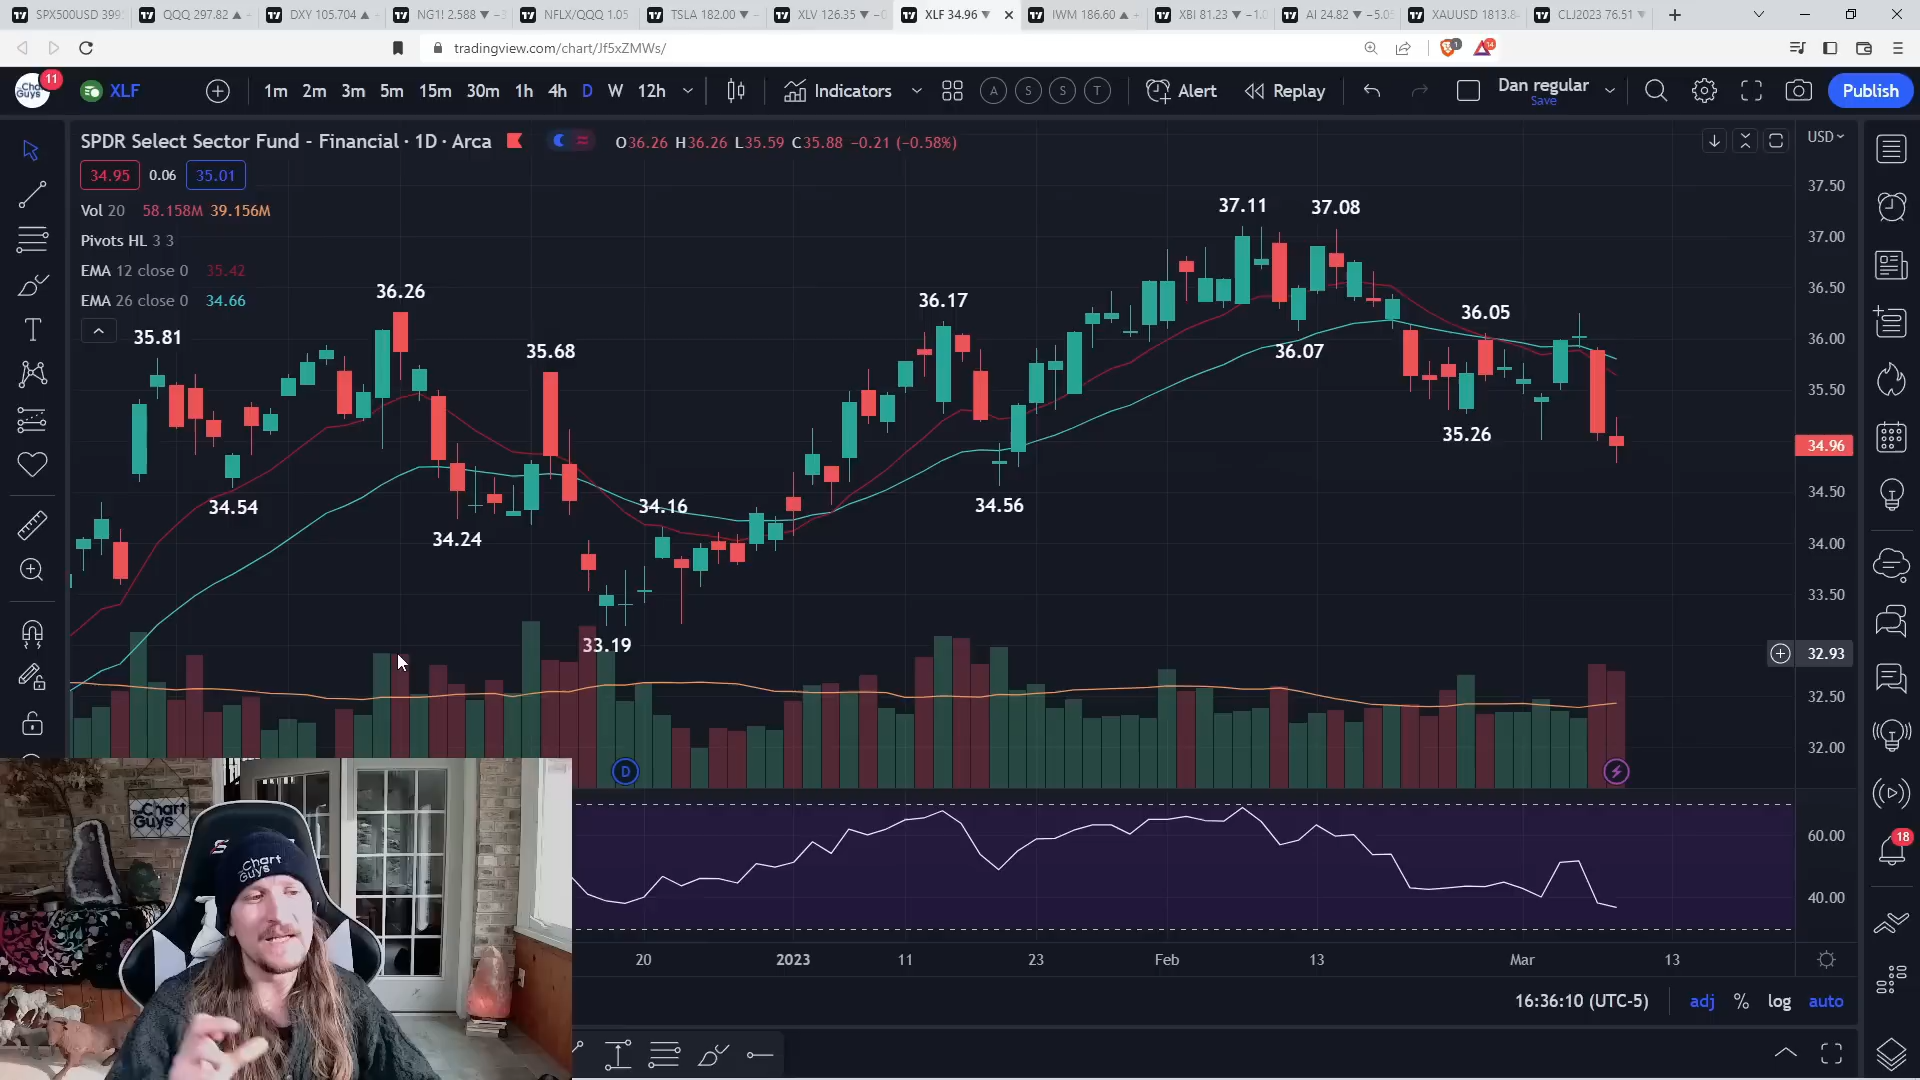 SPX500USD 399
QQQ 297.82
DXY 105.704
NG1! 2.588
NFLX/QQQ 1.05
TSLA 182.00
XLV 126.35
XLF 34.96
IWM 186.60
XBI 81.23 −1.
AI 24.82 −5.0
XAUUSD 1813.8
CLJ2023 76.51
tradingview.com/chart/Jf5xZMWs/
1
14
11
XLF
1m 2m 3m 5m 15m 30m 1h 4h D W 12h
Indicators
A S S T
Alert
Replay
Dan regular
Save
Publish
SPDR Select Sector Fund - Financial · 1D · Arca
O36.26 H36.26 L35.59 C35.88 −0.21 (−0.58%)
USD
34.95 0.06 35.01
Vol 20 58.158M 39.156M
Pivots HL 3 3
EMA 12 close 0 35.42
EMA 26 close 0 34.66
35.81
34.54
36.26
34.24
35.68
33.19
34.16
36.17
34.56
37.11
36.07
37.08
35.26
36.05
37.50
37.00
36.50
36.00
35.50
34.96
34.50
34.00
33.50
32.93
32.50
32.00
D
60.00
40.00
20 2023 11 23 Feb 13 Mar 13
16:36:10 (UTC-5)
adj % log auto
18
The Chart Guys
Chart Guys